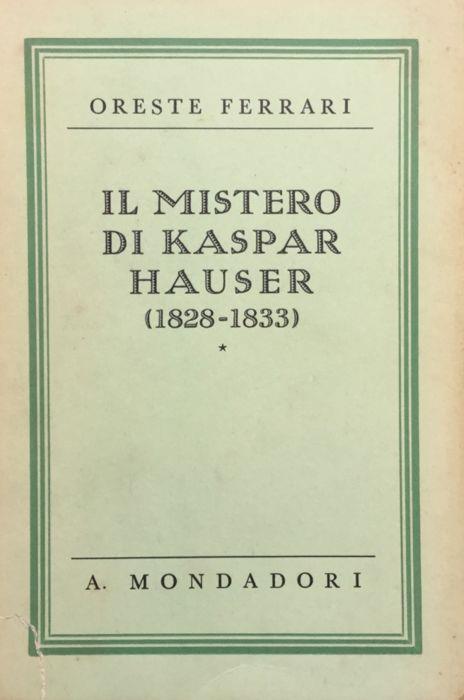 ORESTE FERRARI
IL MISTERO
DI KASPAR
HAUSER
(1828-1833)
*
A. MONDADORI